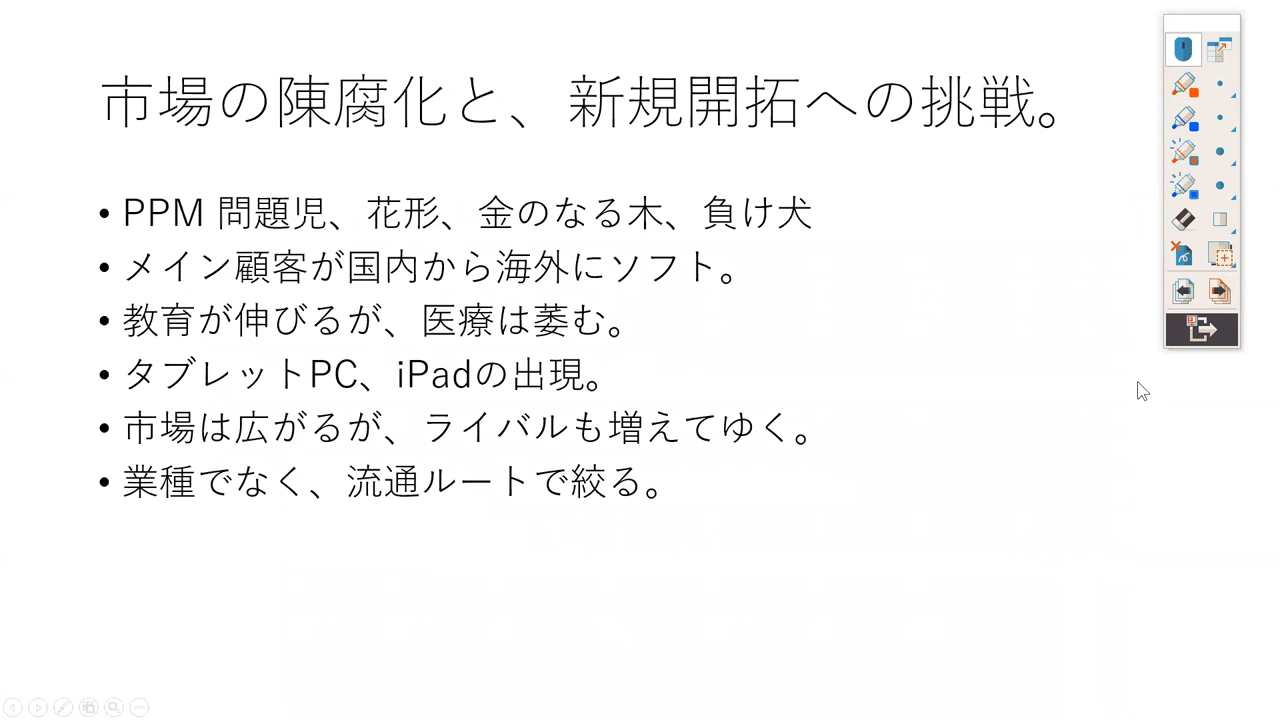 市場の陳腐化と、新規開拓への挑戦。
• PPM 問題児、花形、金のなる木、負け犬
• メイン顧客が国内から海外にソフト。
• 教育が伸びるが、医療は萎む。
• タブレットPC、iPadの出現。
• 市場は広がるが、ライバルも増えてゆく。
• 業種でなく、流通ルートで絞る。